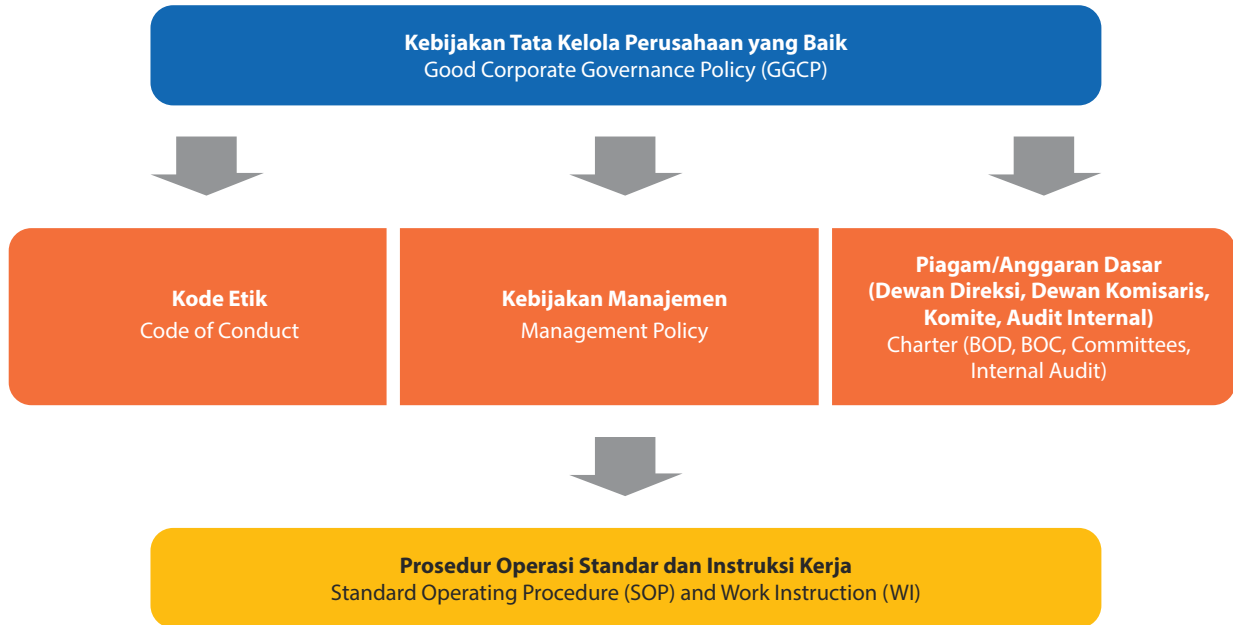 Kebijakan Tata Kelola Perusahaan yang Baik
Good Corporate Governance Policy (GGCP)
Kode Etik
Code of Conduct
Kebijakan Manajemen
Management Policy
Piagam/Anggaran Dasar
(Dewan Direksi, Dewan Komisaris,
Komite, Audit Internal)
Charter (BOD, BOC, Committees,
Internal Audit)
Prosedur Operasi Standar dan Instruksi Kerja
Standard Operating Procedure (SOP) and Work Instruction (WI)